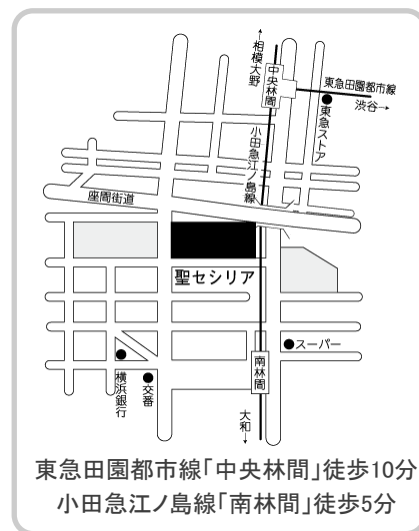 ←相模大野
中央林間
東急田園都市線
渋谷→
東急ストア
小田急江ノ島線
座間街道
聖セシリア
スーパー
南林間
横浜銀行
交番
大和→
東急田園都市線「中央林間」徒歩10分
小田急江ノ島線「南林間」徒歩5分